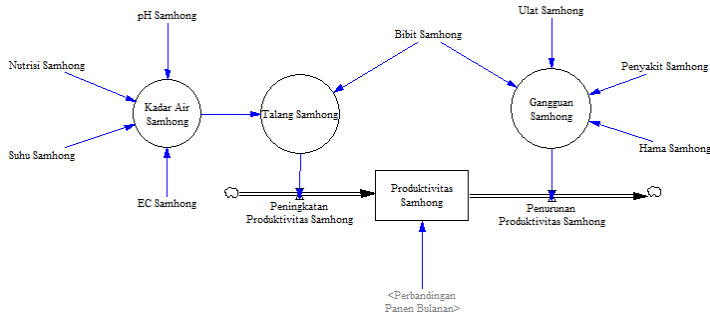 pH Samhong
Ulat Samhong
Bibit Samhong
Nutrisi Samhong
Penyakit Samhong
Kadar Air
Samhong
Talang Samhong
Gangguan
Samhong
Suhu Samhong
Hama Samhong
EC Samhong
Produktivitas
Samhong
Peningkatan
Produktivitas Samhong
Penurunan
Produktivitas Samhong
<Perbandingan
Panen Bulanan>